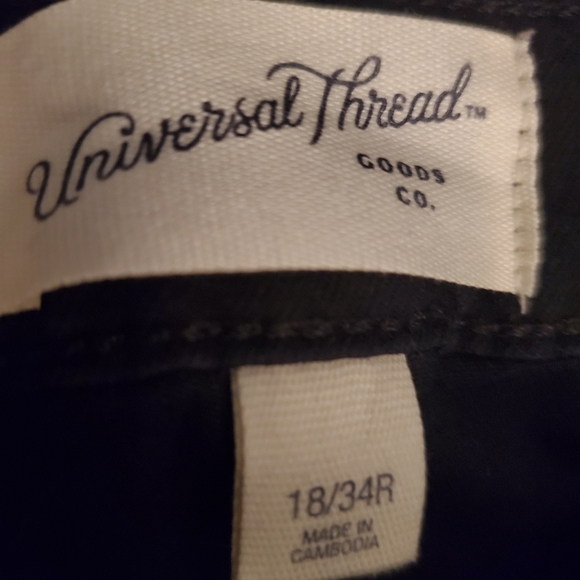 Universal Thread™
GOODS
CO.
18/34R
MADE IN
CAMBODIA